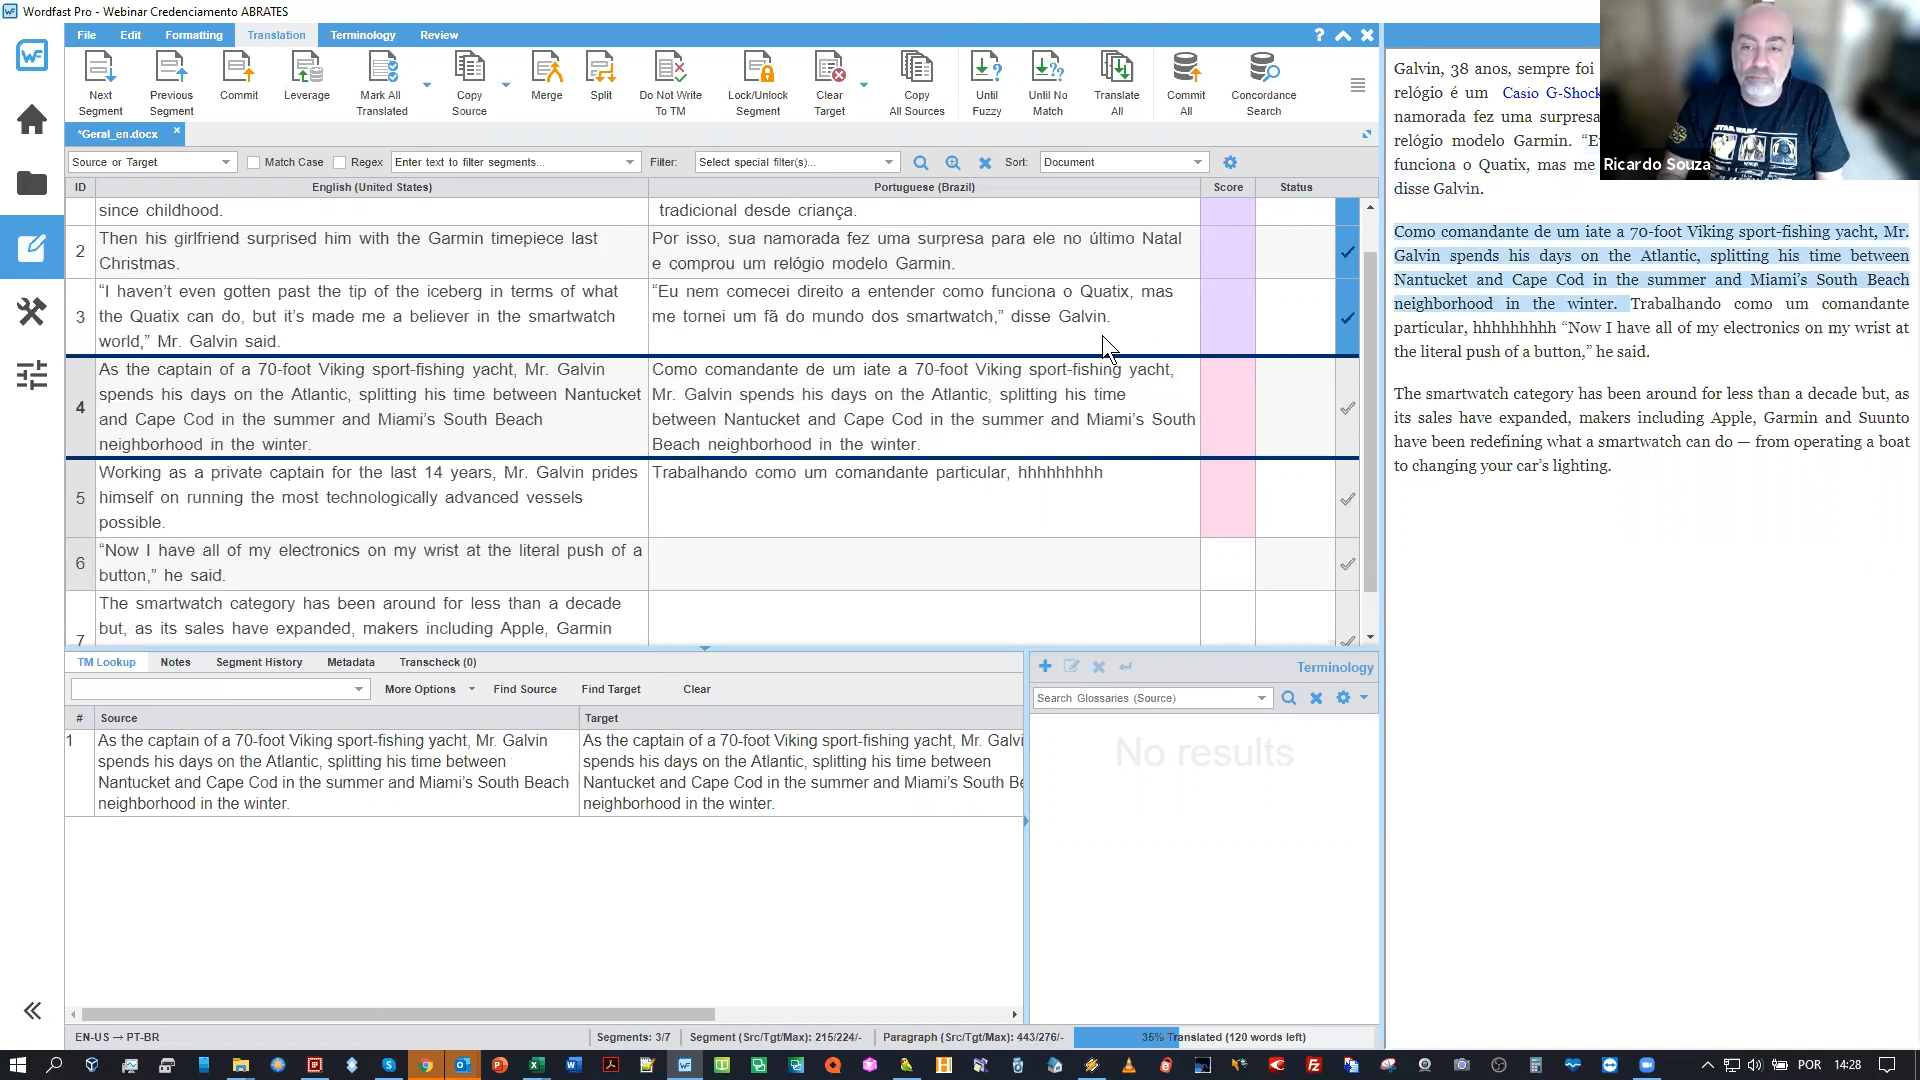 Wordfast Pro - Webinar Credenciamento ABRATES
File Edit Formatting Translation Terminology Review
Next Segment
Previous Segment
Commit
Leverage
Mark All Translated
Copy Source
Merge
Split
Do Not Write To TM
Lock/Unlock Segment
Clear Target
Copy All Sources
Until Fuzzy
Until No Match
Translate All
Commit All
Concordance Search
*Geral_en.docx
Source or Target Match Case Regex Enter text to filter segments... Filter: Select special filter(s)... Sort: Document
ID English (United States) Portuguese (Brazil) Score Status
since childhood.
tradicional desde criança.
2
Then his girlfriend surprised him with the Garmin timepiece last
Christmas.
Por isso, sua namorada fez uma surpresa para ele no último Natal
e comprou um relógio modelo Garmin.
3
“I haven’t even gotten past the tip of the iceberg in terms of what
the Quatix can do, but it’s made me a believer in the smartwatch
world,” Mr. Galvin said.
“Eu nem comecei direito a entender como funciona o Quatix, mas
me tornei um fã do mundo dos smartwatch,” disse Galvin.
4
As the captain of a 70-foot Viking sport-fishing yacht, Mr. Galvin
spends his days on the Atlantic, splitting his time between Nantucket
and Cape Cod in the summer and Miami’s South Beach
neighborhood in the winter.
Como comandante de um iate a 70-foot Viking sport-fishing yacht,
Mr. Galvin spends his days on the Atlantic, splitting his time
between Nantucket and Cape Cod in the summer and Miami’s South
Beach neighborhood in the winter.
5
Working as a private captain for the last 14 years, Mr. Galvin prides
himself on running the most technologically advanced vessels
possible.
Trabalhando como um comandante particular, hhhhhhhhh
6
“Now I have all of my electronics on my wrist at the literal push of a
button,” he said.
7
The smartwatch category has been around for less than a decade
but, as its sales have expanded, makers including Apple, Garmin
TM Lookup Notes Segment History Metadata Transcheck (0)
More Options Find Source Find Target Clear
# Source Target
1
As the captain of a 70-foot Viking sport-fishing yacht, Mr. Galvin
spends his days on the Atlantic, splitting his time between
Nantucket and Cape Cod in the summer and Miami’s South Beach
neighborhood in the winter.
As the captain of a 70-foot Viking sport-fishing yacht, Mr. Galvi
spends his days on the Atlantic, splitting his time between
Nantucket and Cape Cod in the summer and Miami’s South Be
neighborhood in the winter.
Terminology
Search Glossaries (Source)
No results
EN-US → PT-BR Segments: 3/7 Segment (Src/Tgt/Max): 215/224/- Paragraph (Src/Tgt/Max): 443/276/- 35% Translated (120 words left)
Galvin, 38 anos, sempre foi
relógio é um Casio G-Shock
namorada fez uma surpresa
relógio modelo Garmin. “E
funciona o Quatix, mas me
disse Galvin.
Como comandante de um iate a 70-foot Viking sport-fishing yacht, Mr.
Galvin spends his days on the Atlantic, splitting his time between
Nantucket and Cape Cod in the summer and Miami’s South Beach
neighborhood in the winter. Trabalhando como um comandante
particular, hhhhhhhhh “Now I have all of my electronics on my wrist at
the literal push of a button,” he said.
The smartwatch category has been around for less than a decade but, as
its sales have expanded, makers including Apple, Garmin and Suunto
have been redefining what a smartwatch can do — from operating a boat
to changing your car’s lighting.
STAR WARS
Ricardo Souza
POR 14:28